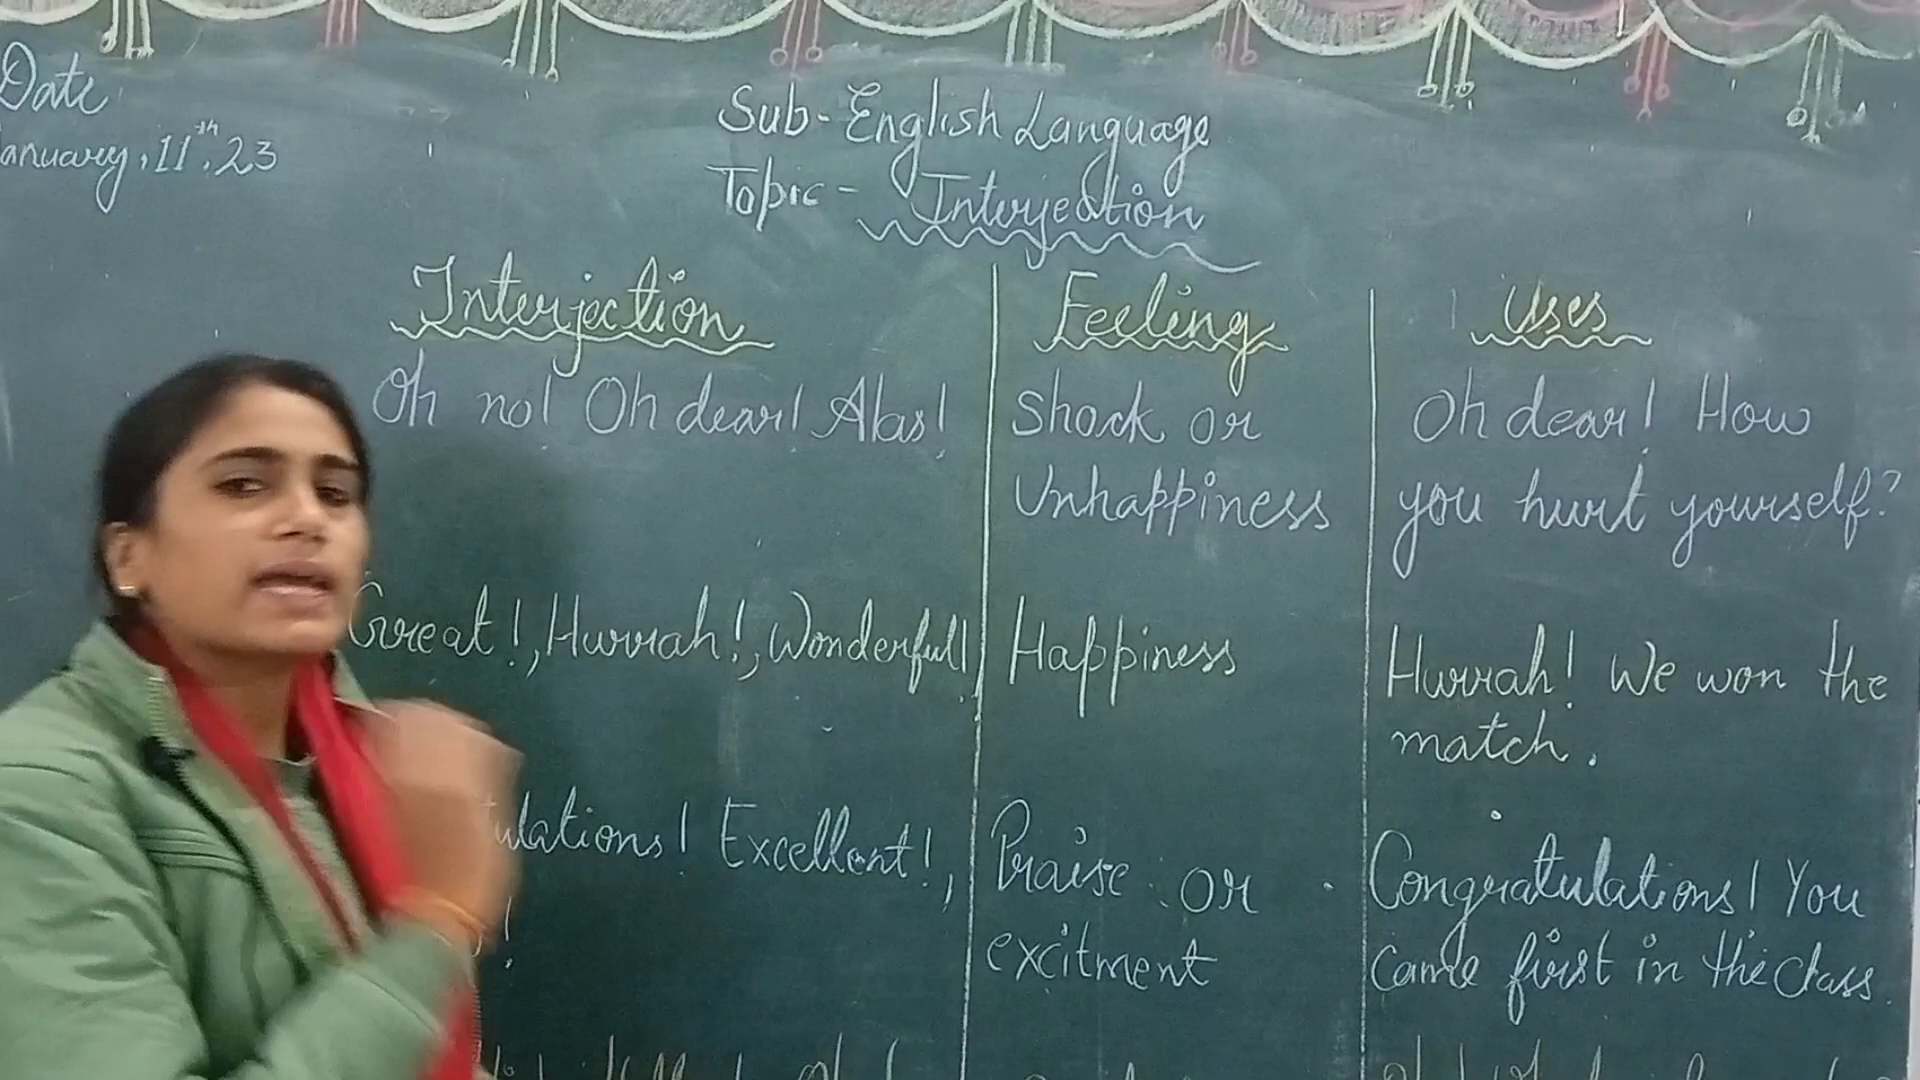 Date
anuary, 11th, 23
Sub- English Language
Topic- Interjection
Interjection Feeling Uses
Oh no! Oh dear! Alas! Shock or Oh dear! How
Unhappiness you hurt yourself?
Great!, Hurrah!, Wonderful! Happiness Hurrah! We won the
match.
tulations! Excellent!, Praise or Congratulations! You
! excitment came first in the class.